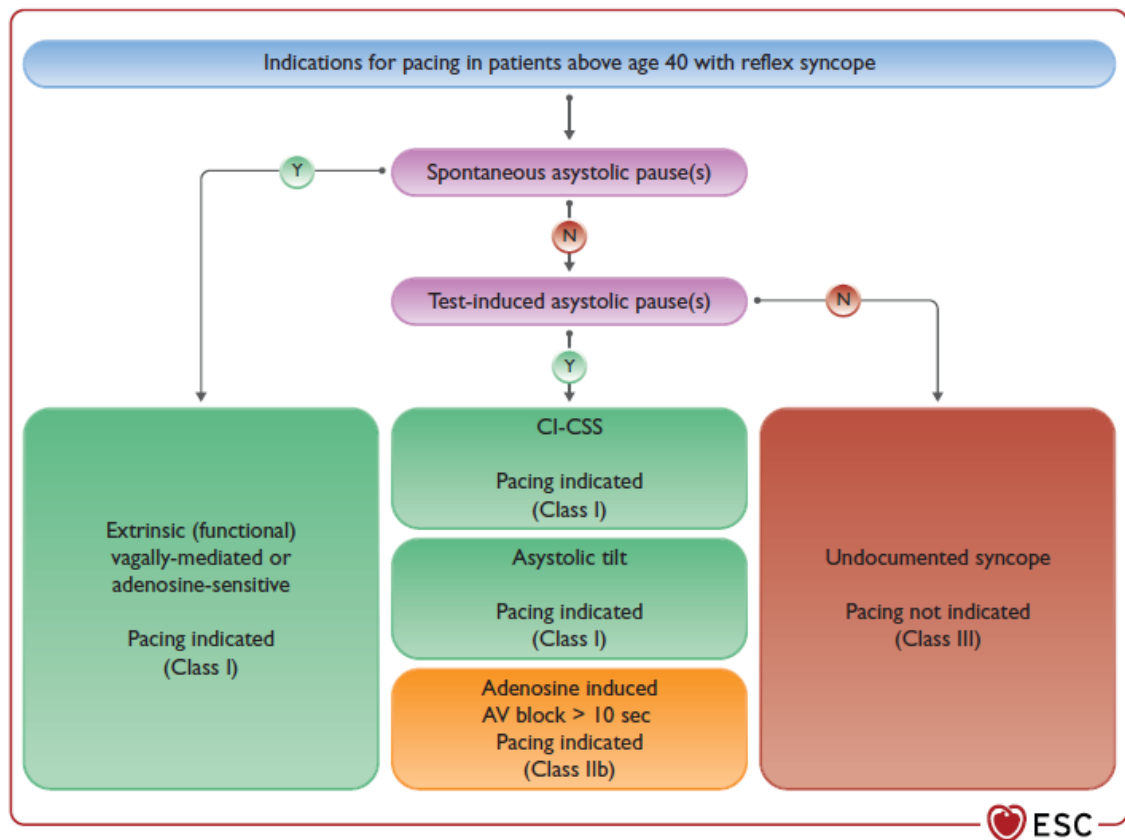 Indications for pacing in patients above age 40 with reflex syncope
Spontaneous asystolic pause(s)
Y
N
Test-induced asystolic pause(s)
N
Y
Extrinsic (functional)
vagally-mediated or
adenosine-sensitive
Pacing indicated
(Class I)
CI-CSS
Pacing indicated
(Class I)
Asystolic tilt
Pacing indicated
(Class I)
Adenosine induced
AV block > 10 sec
Pacing indicated
(Class IIb)
Undocumented syncope
Pacing not indicated
(Class III)
ESC